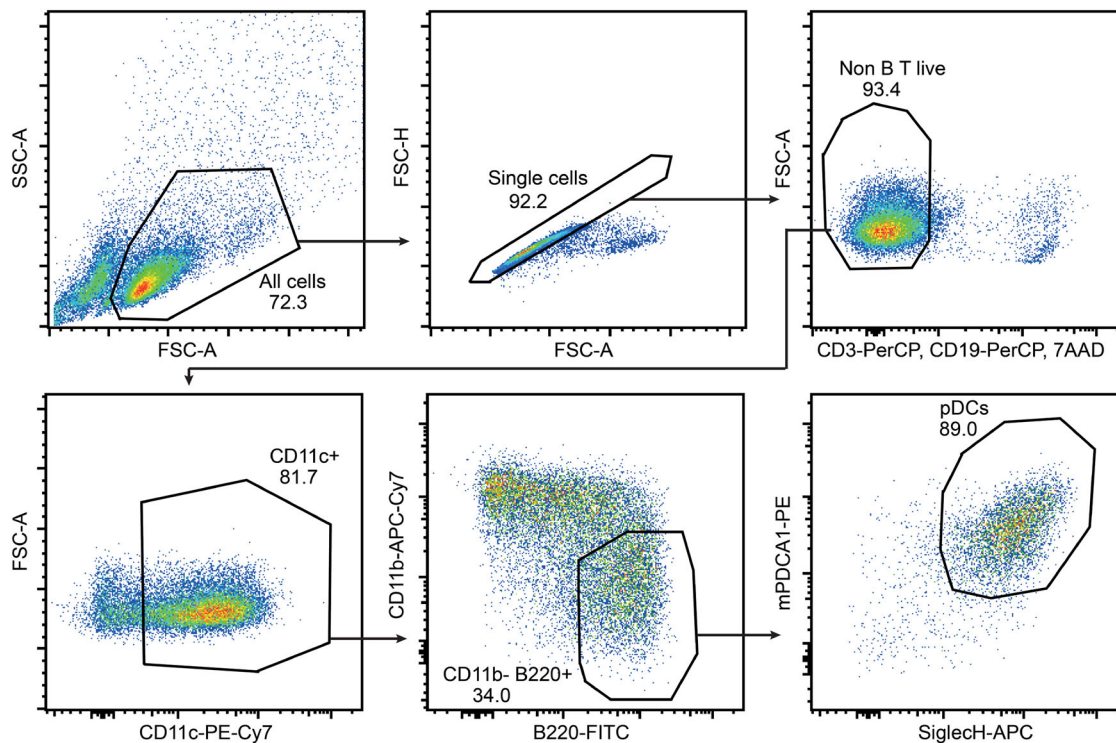 SSC-A
All cells
72.3
FSC-A
FSC-H
Single cells
92.2
FSC-A
FSC-A
Non B T live
93.4
CD3-PerCP, CD19-PerCP, 7AAD
FSC-A
CD11c+
81.7
CD11c-PE-Cy7
CD11b-APC-Cy7
CD11b- B220+
34.0
B220-FITC
mPDCA1-PE
pDCs
89.0
SiglecH-APC